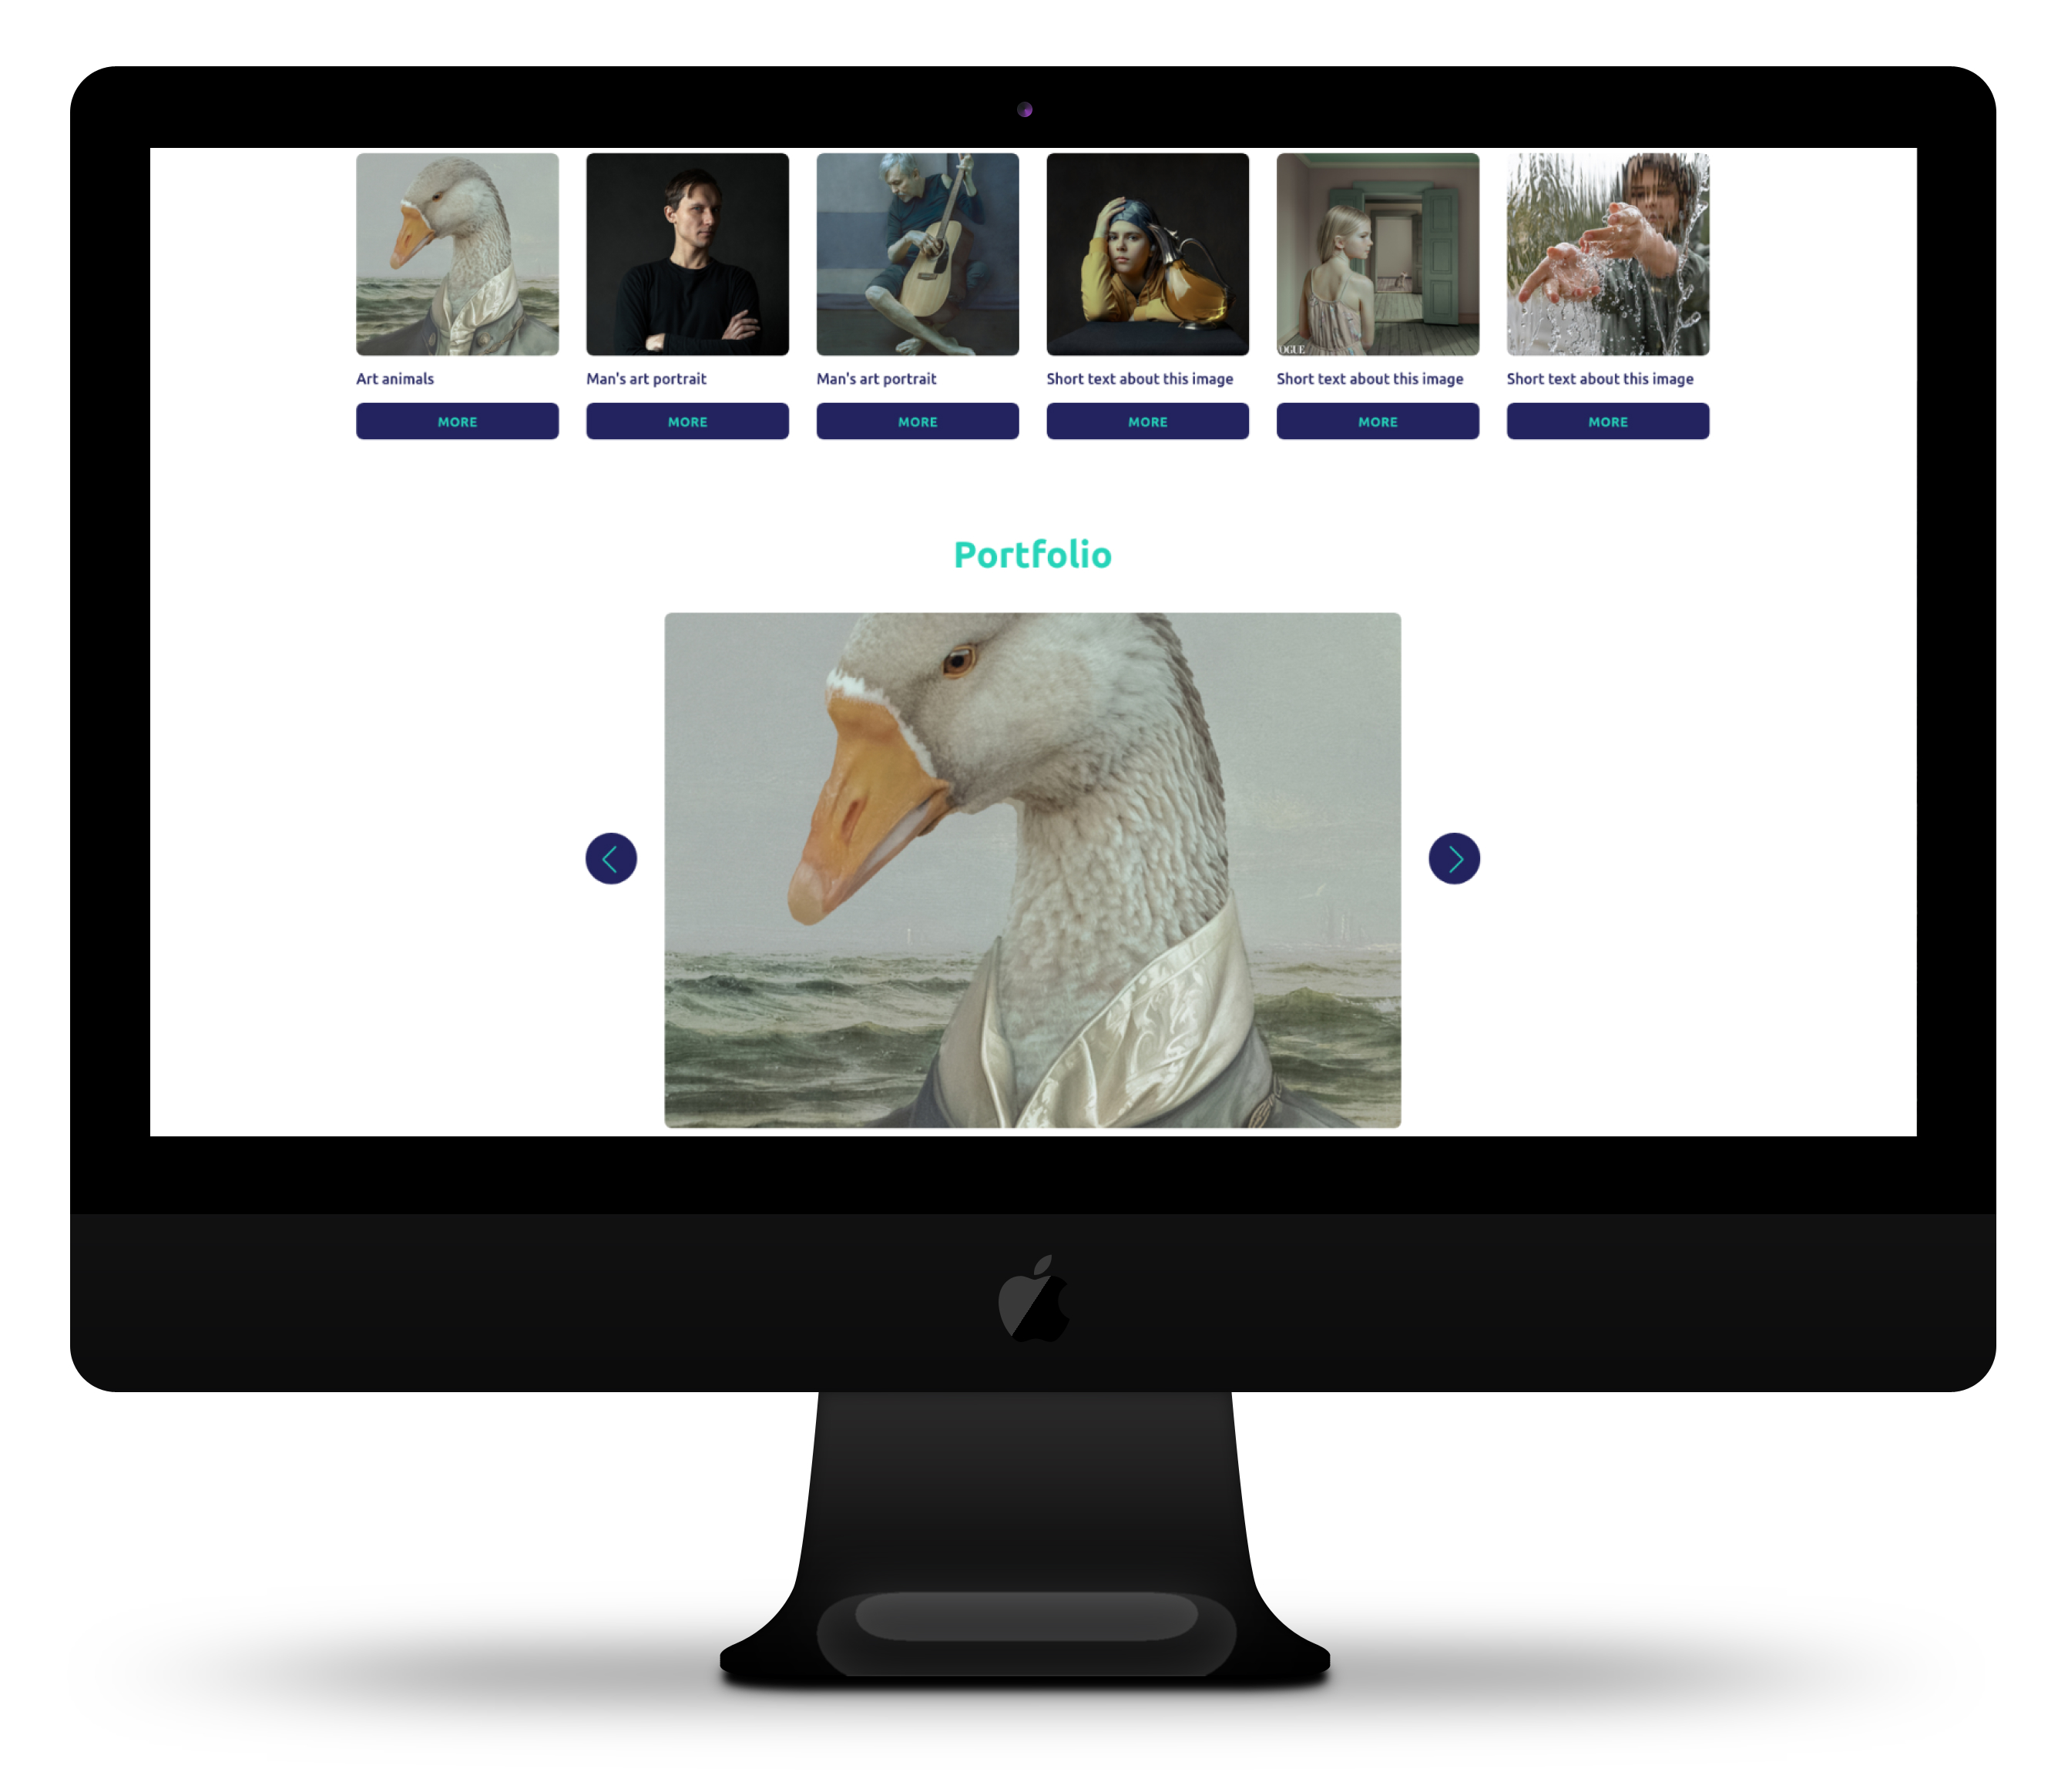 OGUE
Art animals
Man's art portrait
Man's art portrait
Short text about this image
Short text about this image
Short text about this image
MORE
MORE
MORE
MORE
MORE
MORE
Portfolio